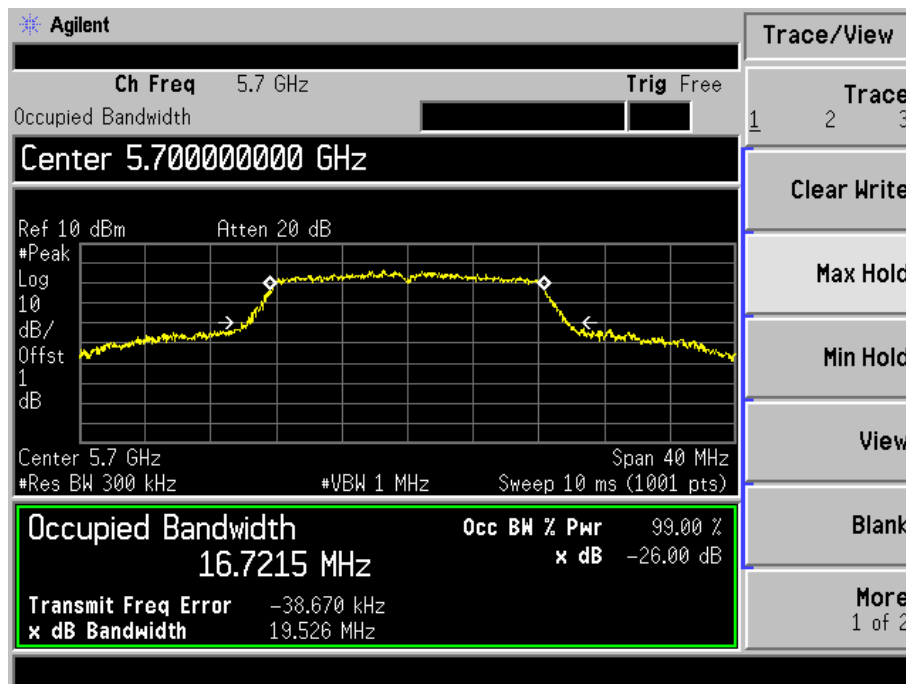 Agilent
Trace/View
Ch Freq 5.7 GHz Trig Free
Occupied Bandwidth
Trace
1 2 3
Center 5.700000000 GHz
Clear Write
Ref 10 dBm Atten 20 dB
#Peak
Log
10
dB/
Offst
1
dB
Max Hold
Min Hold
View
Center 5.7 GHz Span 40 MHz
#Res BW 300 kHz #VBW 1 MHz Sweep 10 ms (1001 pts)
Occupied Bandwidth Occ BW % Pwr 99.00 %
16.7215 MHz x dB -26.00 dB
Blank
Transmit Freq Error -38.670 kHz
x dB Bandwidth 19.526 MHz
More
1 of 2